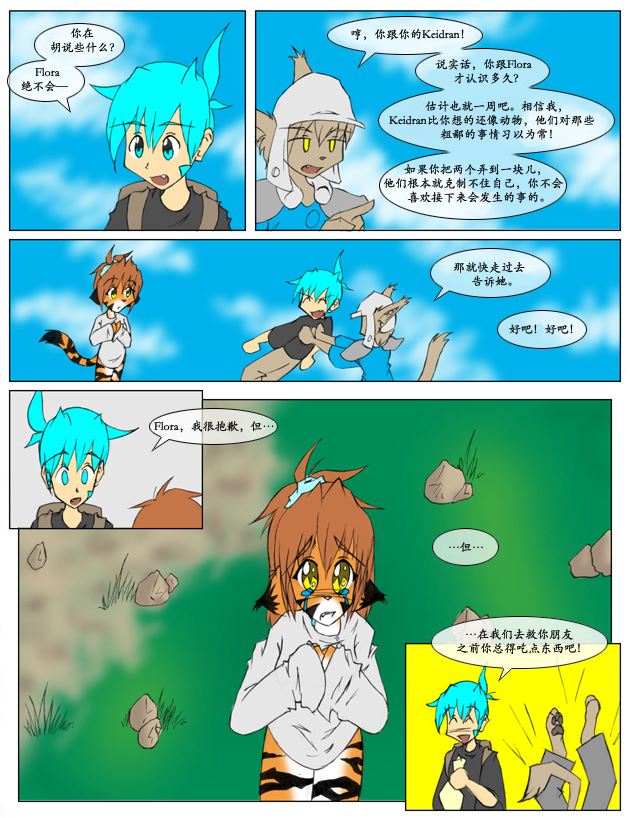 你在
胡说些什么？
Flora
绝不会—
哼，你跟你的Keidran！
说实话，你跟Flora
才认识多久？
估计也就一周吧。相信我，
Keidran比你想的还像动物，他们对那些
粗鄙的事情习以为常！
如果你把两个弄到一块儿，
他们根本就克制不住自己，你不会
喜欢接下来会发生的事的。
那就快走过去
告诉她。
好吧！好吧！
Flora，我很抱歉，但…
…但…
…在我们去救你朋友
之前你总得吃点东西吧！